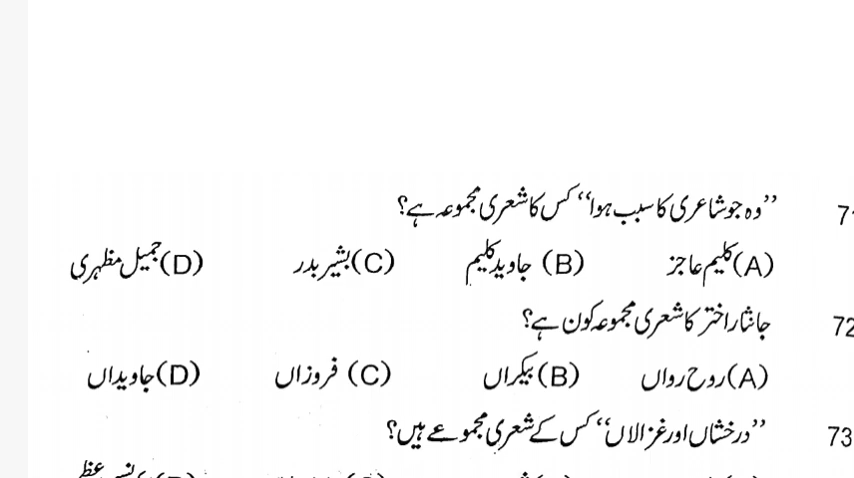 71 ’’وہ جو شاعری کا سبب ہوا‘‘ کس کا شعری مجموعہ ہے؟
(A) کلیم عاجز (B) جاوید کلیم (C) بشیر بدر (D) جمیل مظہری
72 جانثار اختر کا شعری مجموعہ کون ہے؟
(A) روح رواں (B) بیکراں (C) فروزاں (D) جاویداں
73 ’’درخشاں اور غزالاں‘‘ کس کے شعری مجموعے ہیں؟